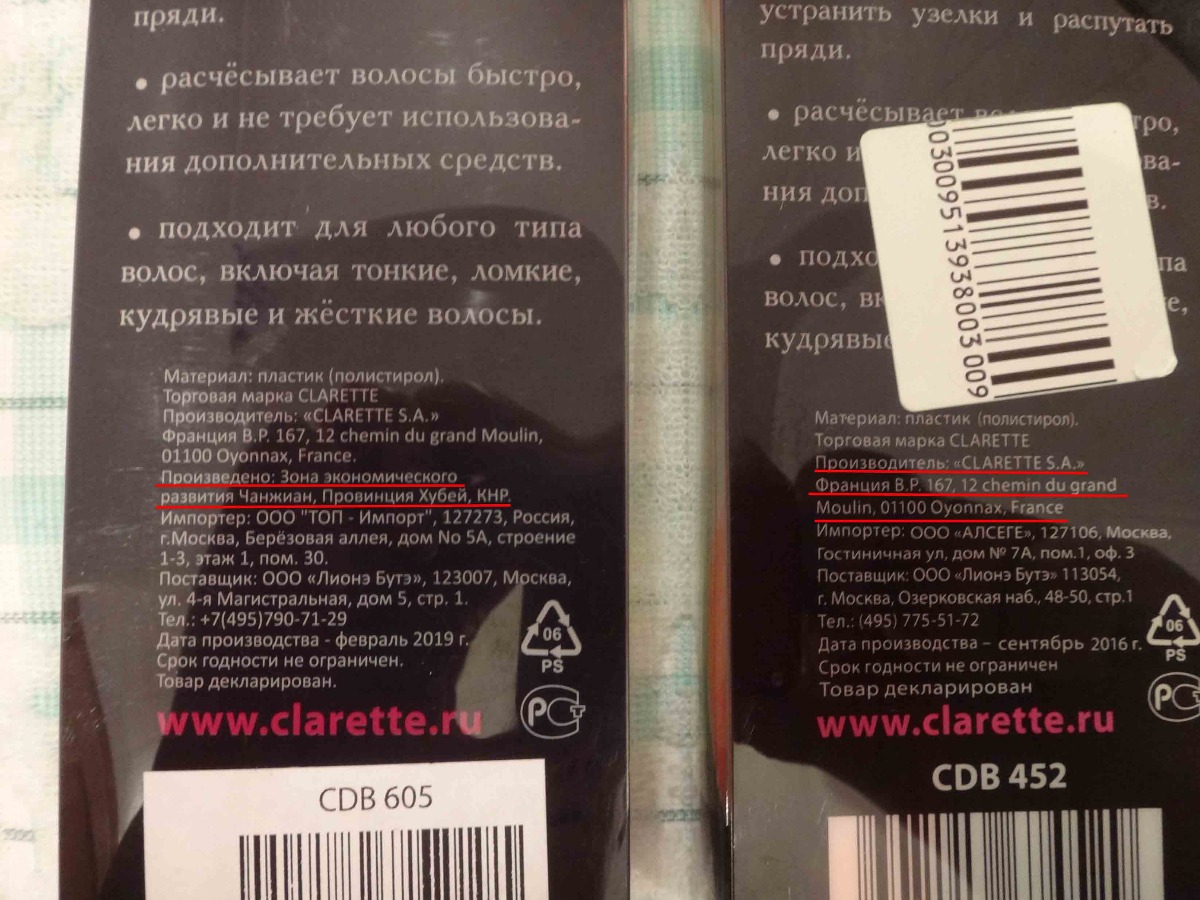 пряди.
• расчёсывает волосы быстро,
легко и не требует использова-
ния дополнительных средств.
• подходит для любого типа
волос, включая тонкие, ломкие,
кудрявые и жёсткие волосы.
Материал: пластик (полистирол).
Торговая марка CLARETTE
Производитель: «CLARETTE S.A.»
Франция B.P. 167, 12 chemin du grand Moulin,
01100 Oyonnax, France.
Произведено: Зона экономического
развития Чанжиан, Провинция Хубей, КНР.
Импортер: ООО "ТОП - Импорт", 127273, Россия,
г.Москва, Берёзовая аллея, дом No 5А, строение
1-3, этаж 1, пом. 30.
Поставщик: ООО «Лионэ Бутэ», 123007, Москва,
ул. 4-я Магистральная, дом 5, стр. 1.
Тел.: +7(495)790-71-29
Дата производства - февраль 2019 г.
Срок годности не ограничен.
Товар декларирован.
06
PS
РСТ
www.clarette.ru
CDB 605
устранить узелки и распутать
пряди.
• расчёсывает
легко и
ния
• 
волос,
кудрявые
03009513938003009
Материал: пластик (полистирол).
Торговая марка CLARETTE
Производитель: «CLARETTE S.A.»
Франция B.P. 167, 12 chemin du grand
Moulin, 01100 Oyonnax, France
Импортер: ООО «АЛСЕГЕ», 127106, Москва,
Гостиничная ул, дом № 7А, пом.1, оф. 3
Поставщик: ООО «Лионэ Бутэ» 113054,
г. Москва, Озерковская наб., 48-50, стр.1
Тел.: (495) 775-51-72
Дата производства – сентябрь 2016 г.
Срок годности не ограничен
Товар декларирован
06
PS
РСТ
www.clarette.ru
CDB 452